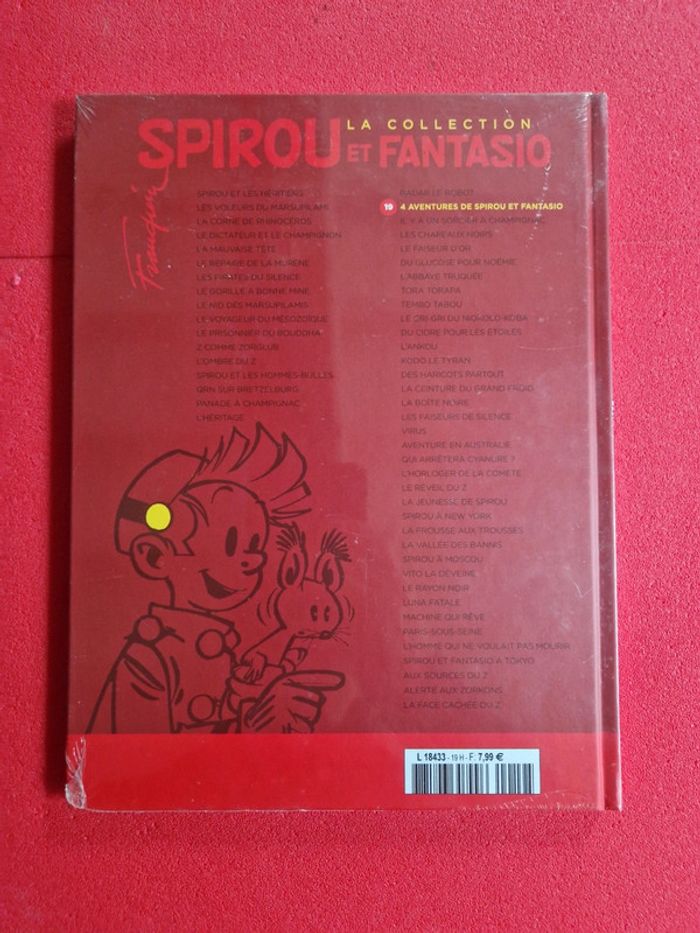 LA COLLECTION
SPIROU ET FANTASIO
Franquin
SPIROU ET LES HÉRITIERS
LES VOLEURS DU MARSUPILAMI
LA CORNE DE RHINOCÉROS
LE DICTATEUR ET LE CHAMPIGNON
LA MAUVAISE TÊTE
LE REPAIRE DE LA MURÈNE
LES PIRATES DU SILENCE
LE GORILLE A BONNE MINE
LE NID DES MARSUPILAMIS
LE VOYAGEUR DU MÉSOZOÏQUE
LE PRISONNIER DU BOUDDHA
Z COMME ZORGLUB
L'OMBRE DU Z
SPIROU ET LES HOMMES-BULLES
QRN SUR BRETZELBURG
PANADE À CHAMPIGNAC
L'HÉRITAGE
RADAR LE ROBOT
19 4 AVENTURES DE SPIROU ET FANTASIO
IL Y A UN SORCIER À CHAMPIGNAC
LES CHAPEAUX NOIRS
LE FAISEUR D'OR
DU GLUCOSE POUR NOÉMIE
L'ABBAYE TRUQUÉE
TORA TORAPA
TEMBO TABOU
LE GRI-GRI DU NIOKOLO-KOBA
DU CIDRE POUR LES ÉTOILES
L'ANKOU
KODO LE TYRAN
DES HARICOTS PARTOUT
LA CEINTURE DU GRAND FROID
LA BOÎTE NOIRE
LES FAISEURS DE SILENCE
VIRUS
AVENTURE EN AUSTRALIE
QUI ARRÊTERA CYANURE ?
L'HORLOGER DE LA COMÈTE
LE RÉVEIL DU Z
LA JEUNESSE DE SPIROU
SPIROU À NEW YORK
LA FROUSSE AUX TROUSSES
LA VALLÉE DES BANNIS
SPIROU À MOSCOU
VITO LA DÉVEINE
LE RAYON NOIR
LUNA FATALE
MACHINE QUI RÊVE
PARIS-SOUS-SEINE
L'HOMME QUI NE VOULAIT PAS MOURIR
SPIROU ET FANTASIO À TOKYO
AUX SOURCES DU Z
ALERTE AUX ZORKONS
LA FACE CACHÉE DU Z
L 18433 - 19 H - F: 7,99 €